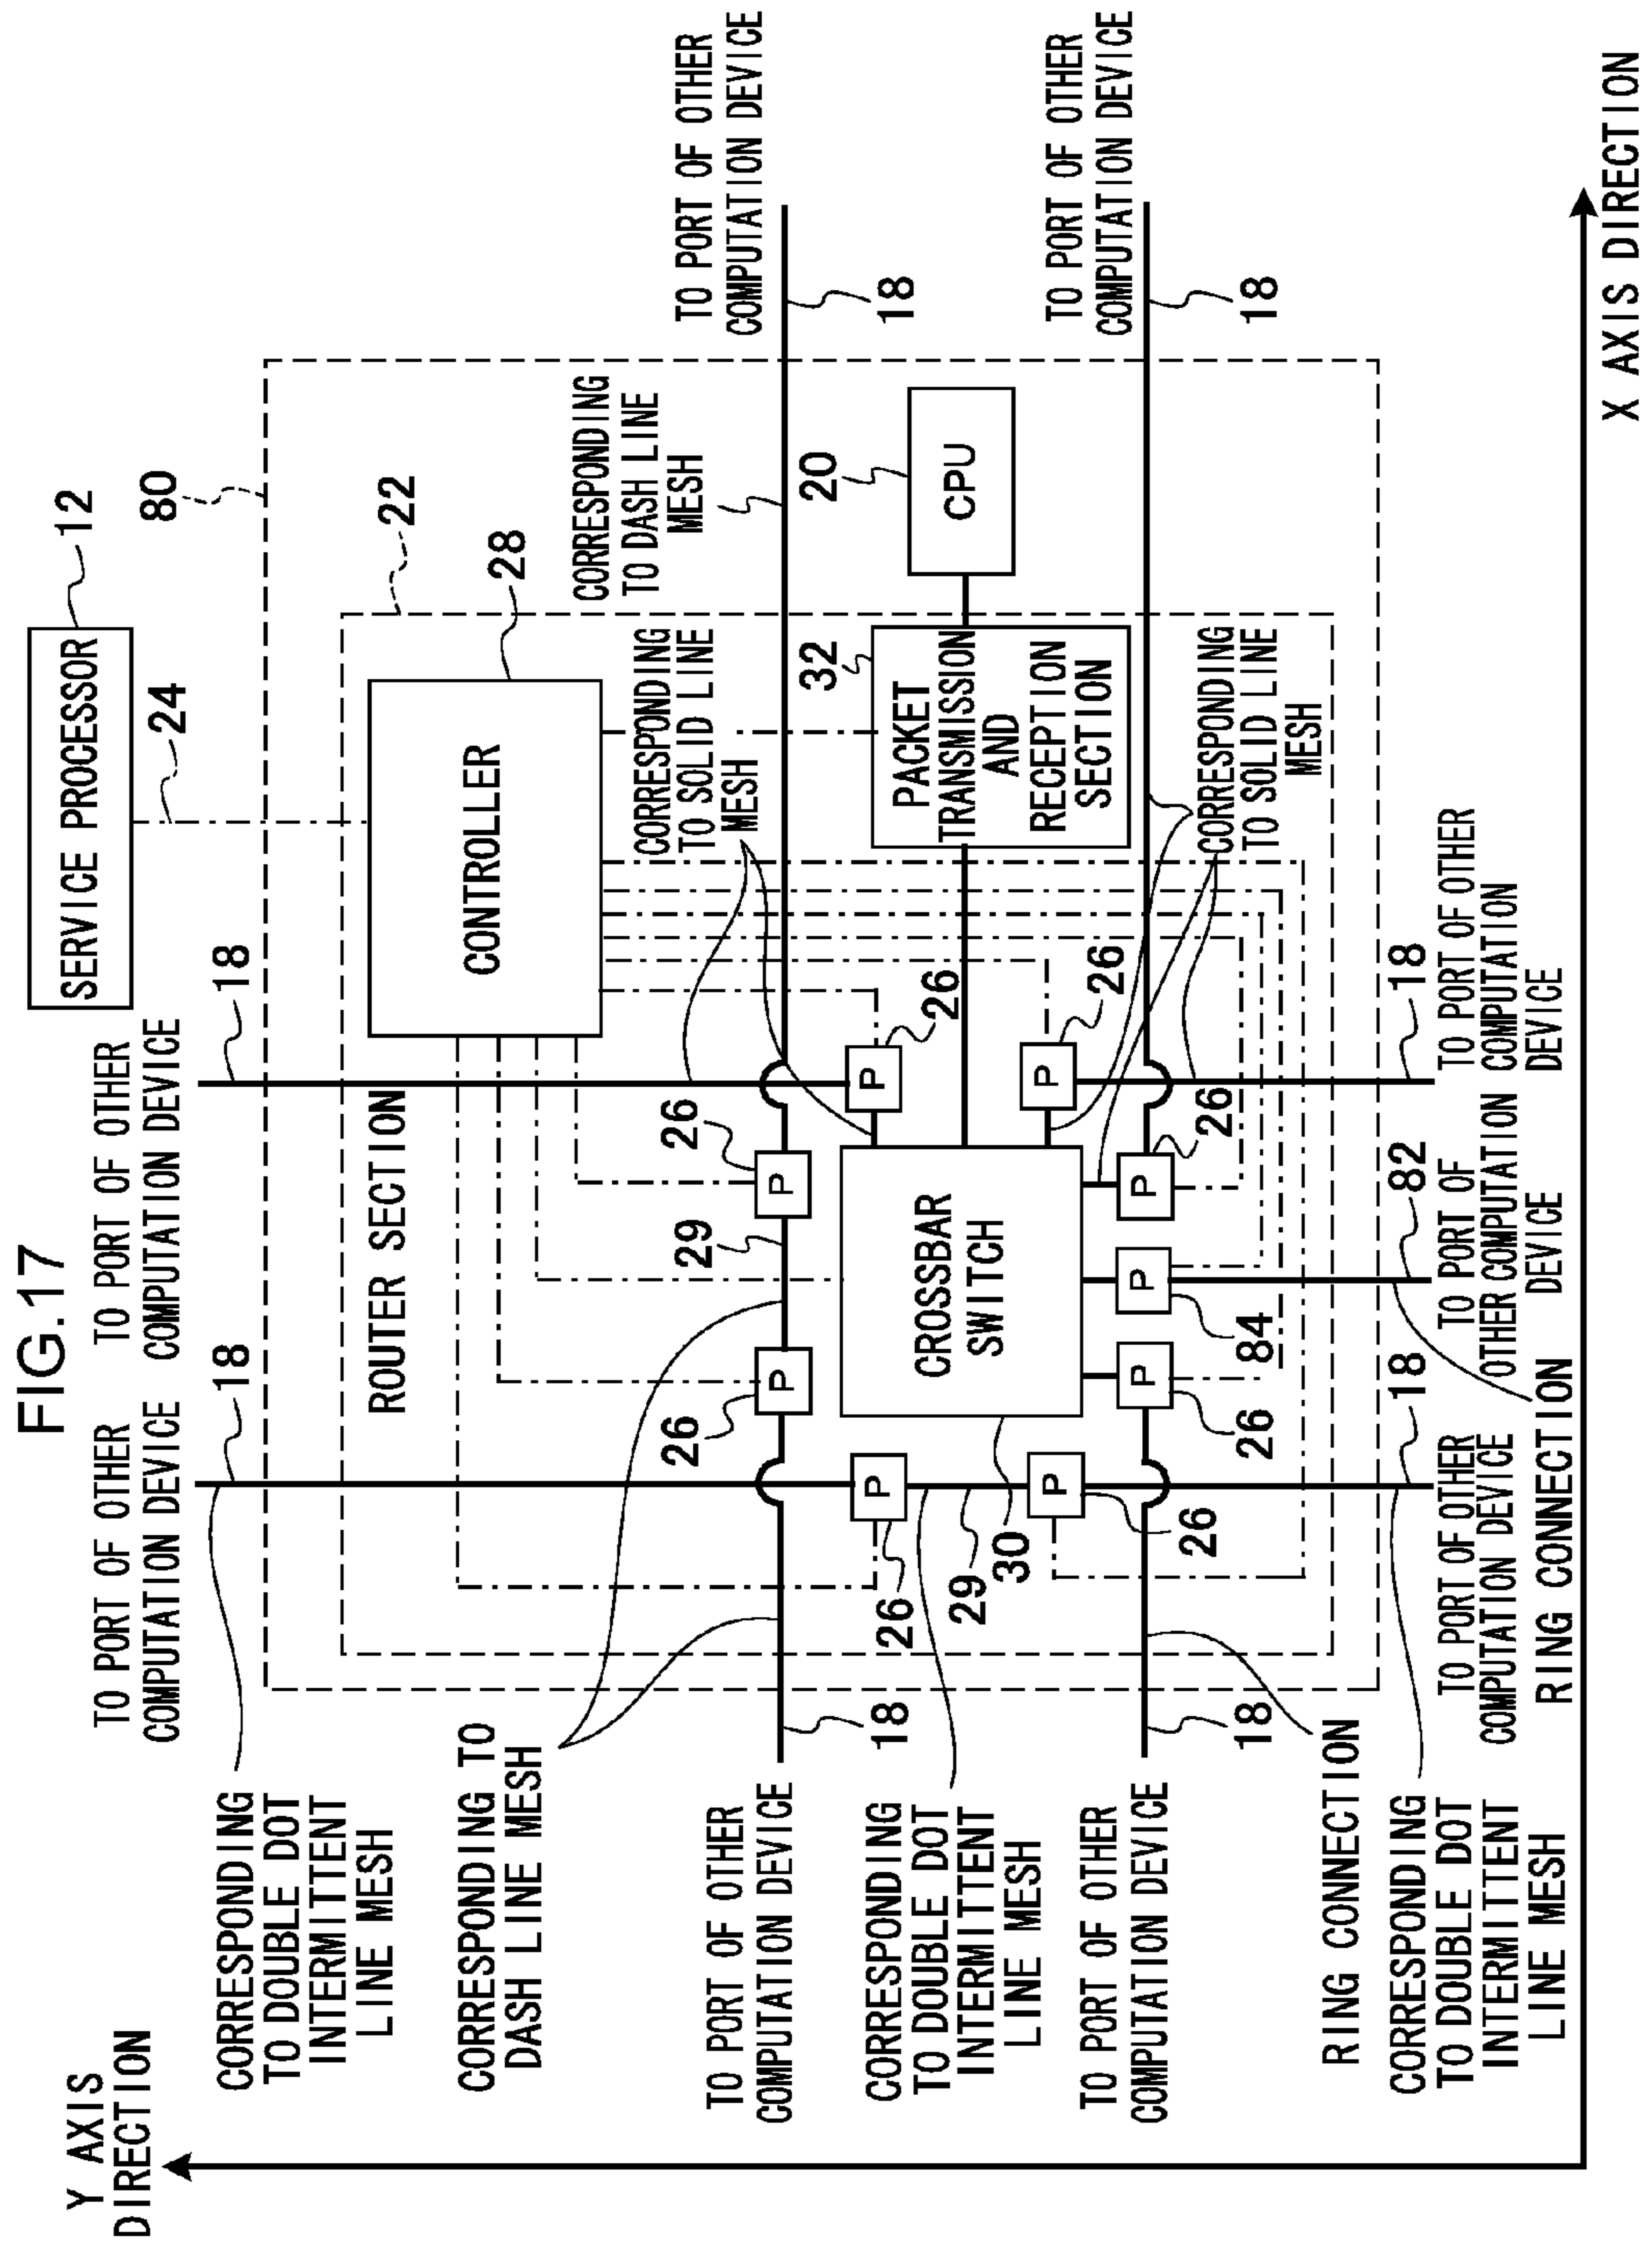 FIG.17
Y AXIS
DIRECTION
TO PORT OF OTHER
COMPUTATION DEVICE
18
TO PORT OF OTHER
COMPUTATION DEVICE
18
SERVICE PROCESSOR
12
24
80
CORRESPONDING
TO DOUBLE DOT
INTERMITTENT
LINE MESH
ROUTER SECTION
CONTROLLER
28
22
CORRESPONDING TO
DASH LINE MESH
CORRESPONDING
TO SOLID LINE
MESH
CORRESPONDING
TO DASH LINE
MESH
TO PORT OF OTHER
COMPUTATION DEVICE
18
TO PORT OF OTHER
COMPUTATION DEVICE
18
26
P
29
26
P
P
26
P
26
CORRESPONDING
TO DOUBLE DOT
INTERMITTENT
LINE MESH
29
30
CROSSBAR
SWITCH
32
PACKET
TRANSMISSION
AND
RECEPTION
SECTION
20
CPU
P
26
P
26
TO PORT OF OTHER
COMPUTATION DEVICE
18
P
26
P
84
P
26
CORRESPONDING
TO SOLID LINE
MESH
TO PORT OF OTHER
COMPUTATION DEVICE
18
RING CONNECTION
CORRESPONDING
TO DOUBLE DOT
INTERMITTENT
LINE MESH
18
TO PORT OF OTHER
COMPUTATION DEVICE
RING CONNECTION
82
TO PORT OF
OTHER COMPUTATION
DEVICE
18
TO PORT OF OTHER
COMPUTATION
DEVICE
X AXIS DIRECTION